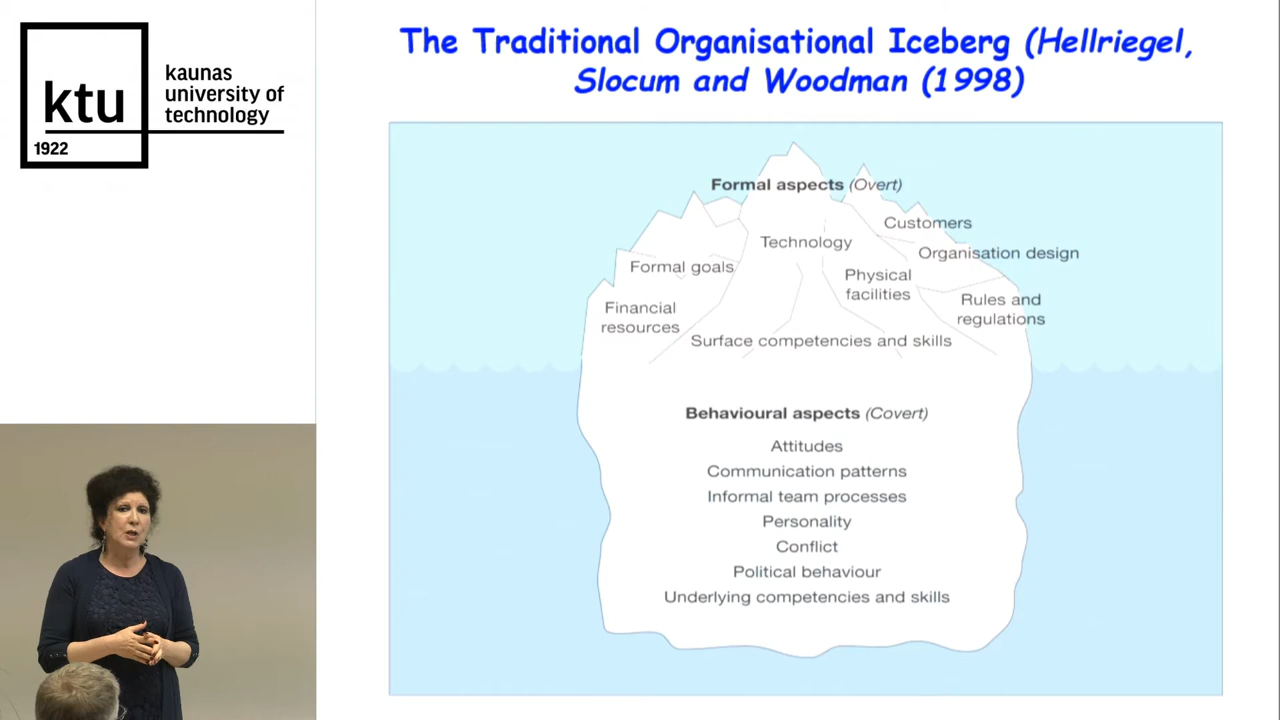 ktu
1922
kaunas
university of
technology
The Traditional Organisational Iceberg (Hellriegel,
Slocum and Woodman (1998)
Formal aspects (Overt)
Customers
Technology
Organisation design
Formal goals
Physical
facilities
Rules and
regulations
Financial
resources
Surface competencies and skills
Behavioural aspects (Covert)
Attitudes
Communication patterns
Informal team processes
Personality
Conflict
Political behaviour
Underlying competencies and skills